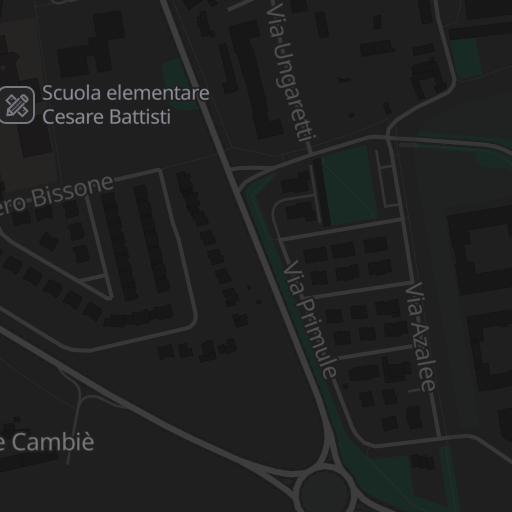 Via Ungaretti
Scuola elementare
Cesare Battisti
ero Bissone
Via Primule
Via Azalee
e Cambiè